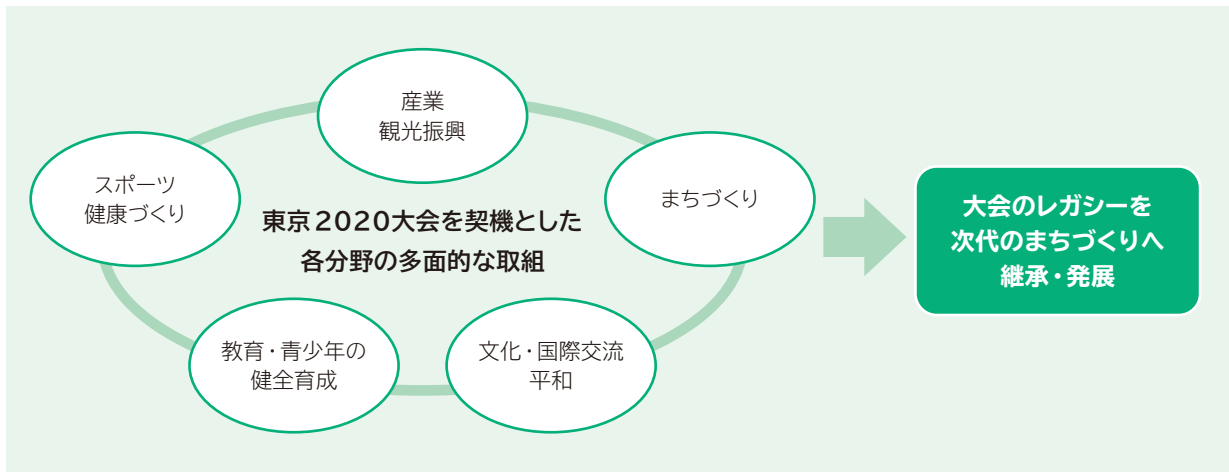 産業
観光振興
スポーツ
健康づくり
まちづくり
東京2020大会を契機とした
各分野の多面的な取組
教育・青少年の
健全育成
文化・国際交流
平和
大会のレガシーを
次代のまちづくりへ
継承・発展